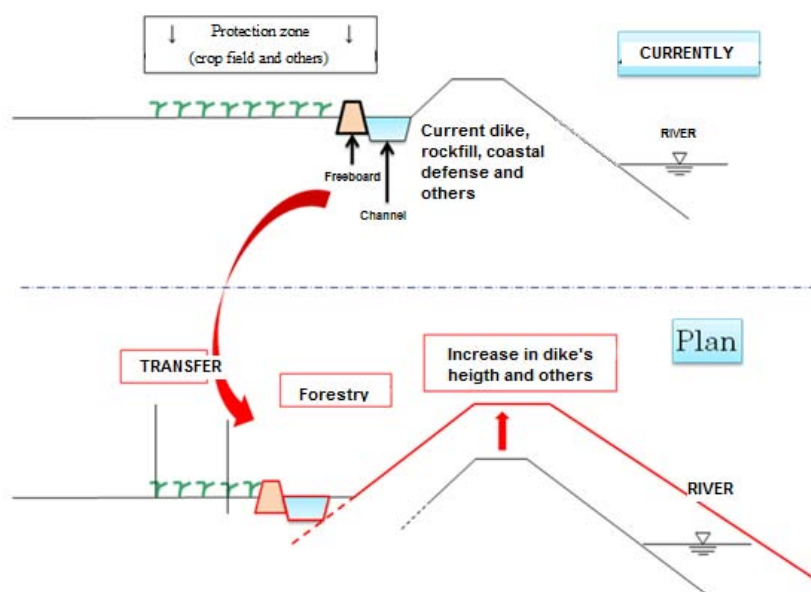 Protection zone
(crop field and others)
CURRENTLY
Current dike,
rockfill, coastal
defense and
others
RIVER
Freeboard
Channel
Plan
Increase in dike's
heigth and others
TRANSFER
Forestry
RIVER